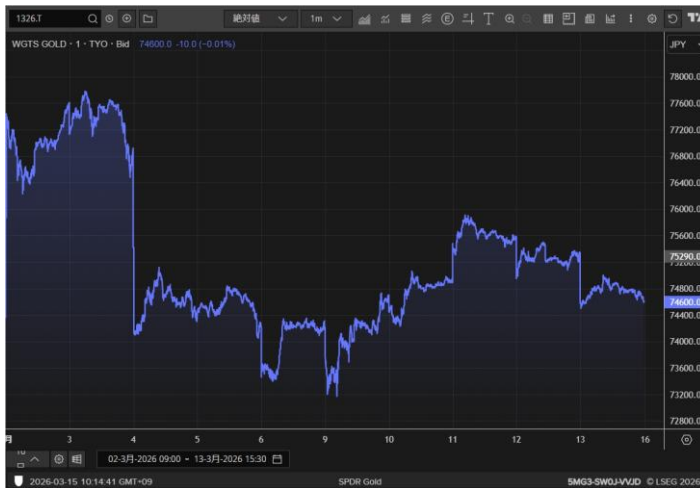 1326.T 絶対値 1m
WGTS GOLD · 1 · TYO · Bid 74600.0 -10.0 (-0.01%)
JPY
78000.0
77600.0
77200.0
76800.0
76400.0
76000.0
75600.0
75290.0
75200.0
74800.0
74600.0
74400.0
74000.0
73600.0
73200.0
72800.0
月 3 4 5 6 9 10 11 12 13 16
02-3月-2026 09:00 - 13-3月-2026 15:30
2026-03-15 10:14:41 GMT+09 SPDR Gold 5MG3-SW0J-VVJD © LSEG 2026